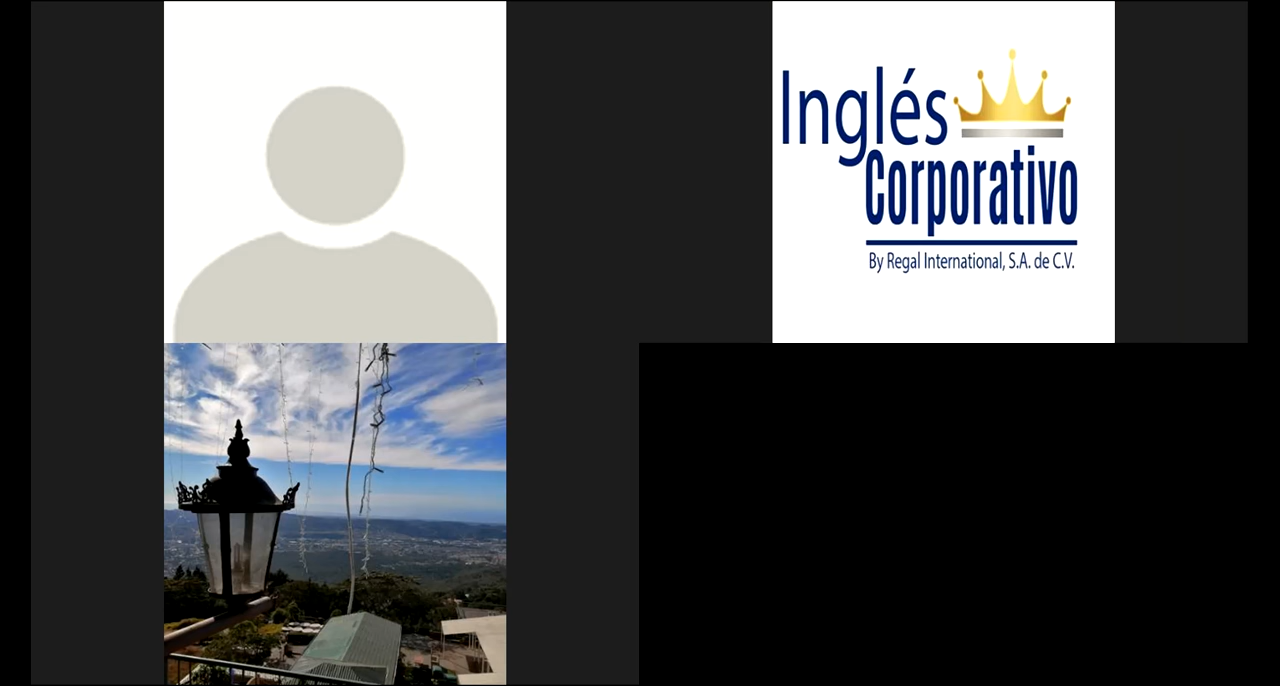 Inglés
Corporativo
By Regal International, S.A. de C.V.